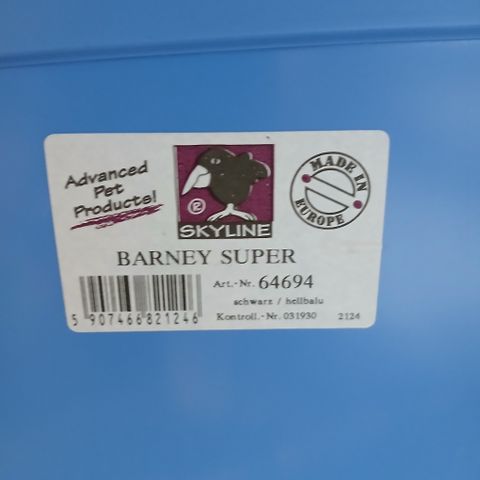 Advanced
Pet
Products!
SKYLINE
MADE IN
EUROPE
BARNEY SUPER
Art.-Nr. 64694
schwarz / hellbalu
5 907466 821246
Kontroll.-Nr. 031930 2124